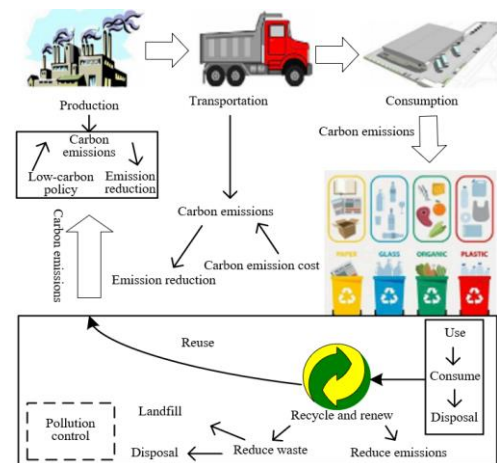 Production
Transportation
Consumption
Carbon
emissions
Low-carbon
policy
Emission
reduction
Carbon emissions
Carbon emissions
Carbon emissions
Emission reduction
Carbon emission cost
PAPER
GLASS
ORGANIC
PLASTIC
Reuse
Use
Consume
Disposal
Recycle and renew
Landfill
Pollution
control
Disposal
Reduce waste
Reduce emissions